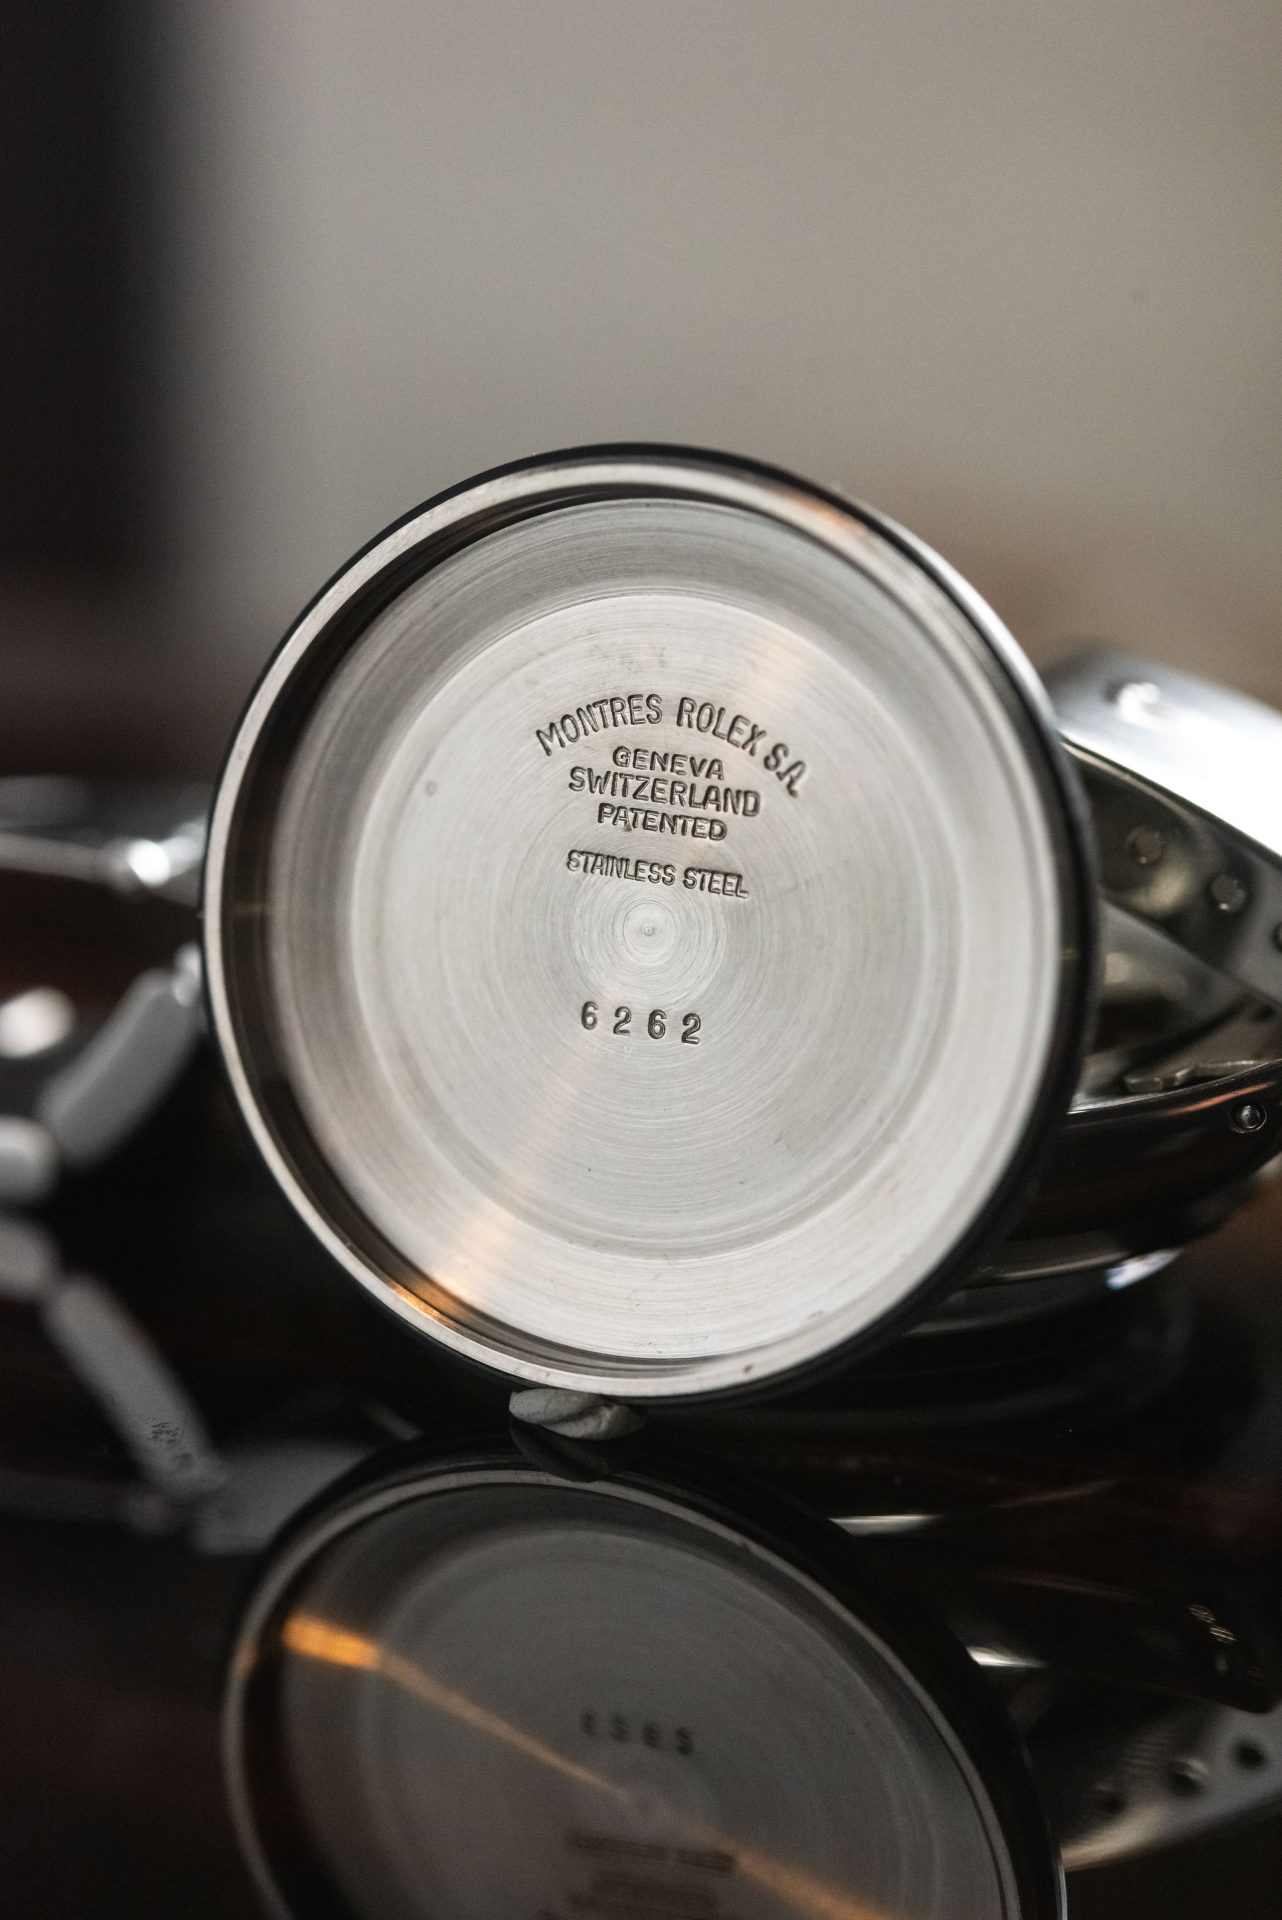 MONTRES ROLEX S.A.
GENEVA
SWITZERLAND
PATENTED
STAINLESS STEEL
6262